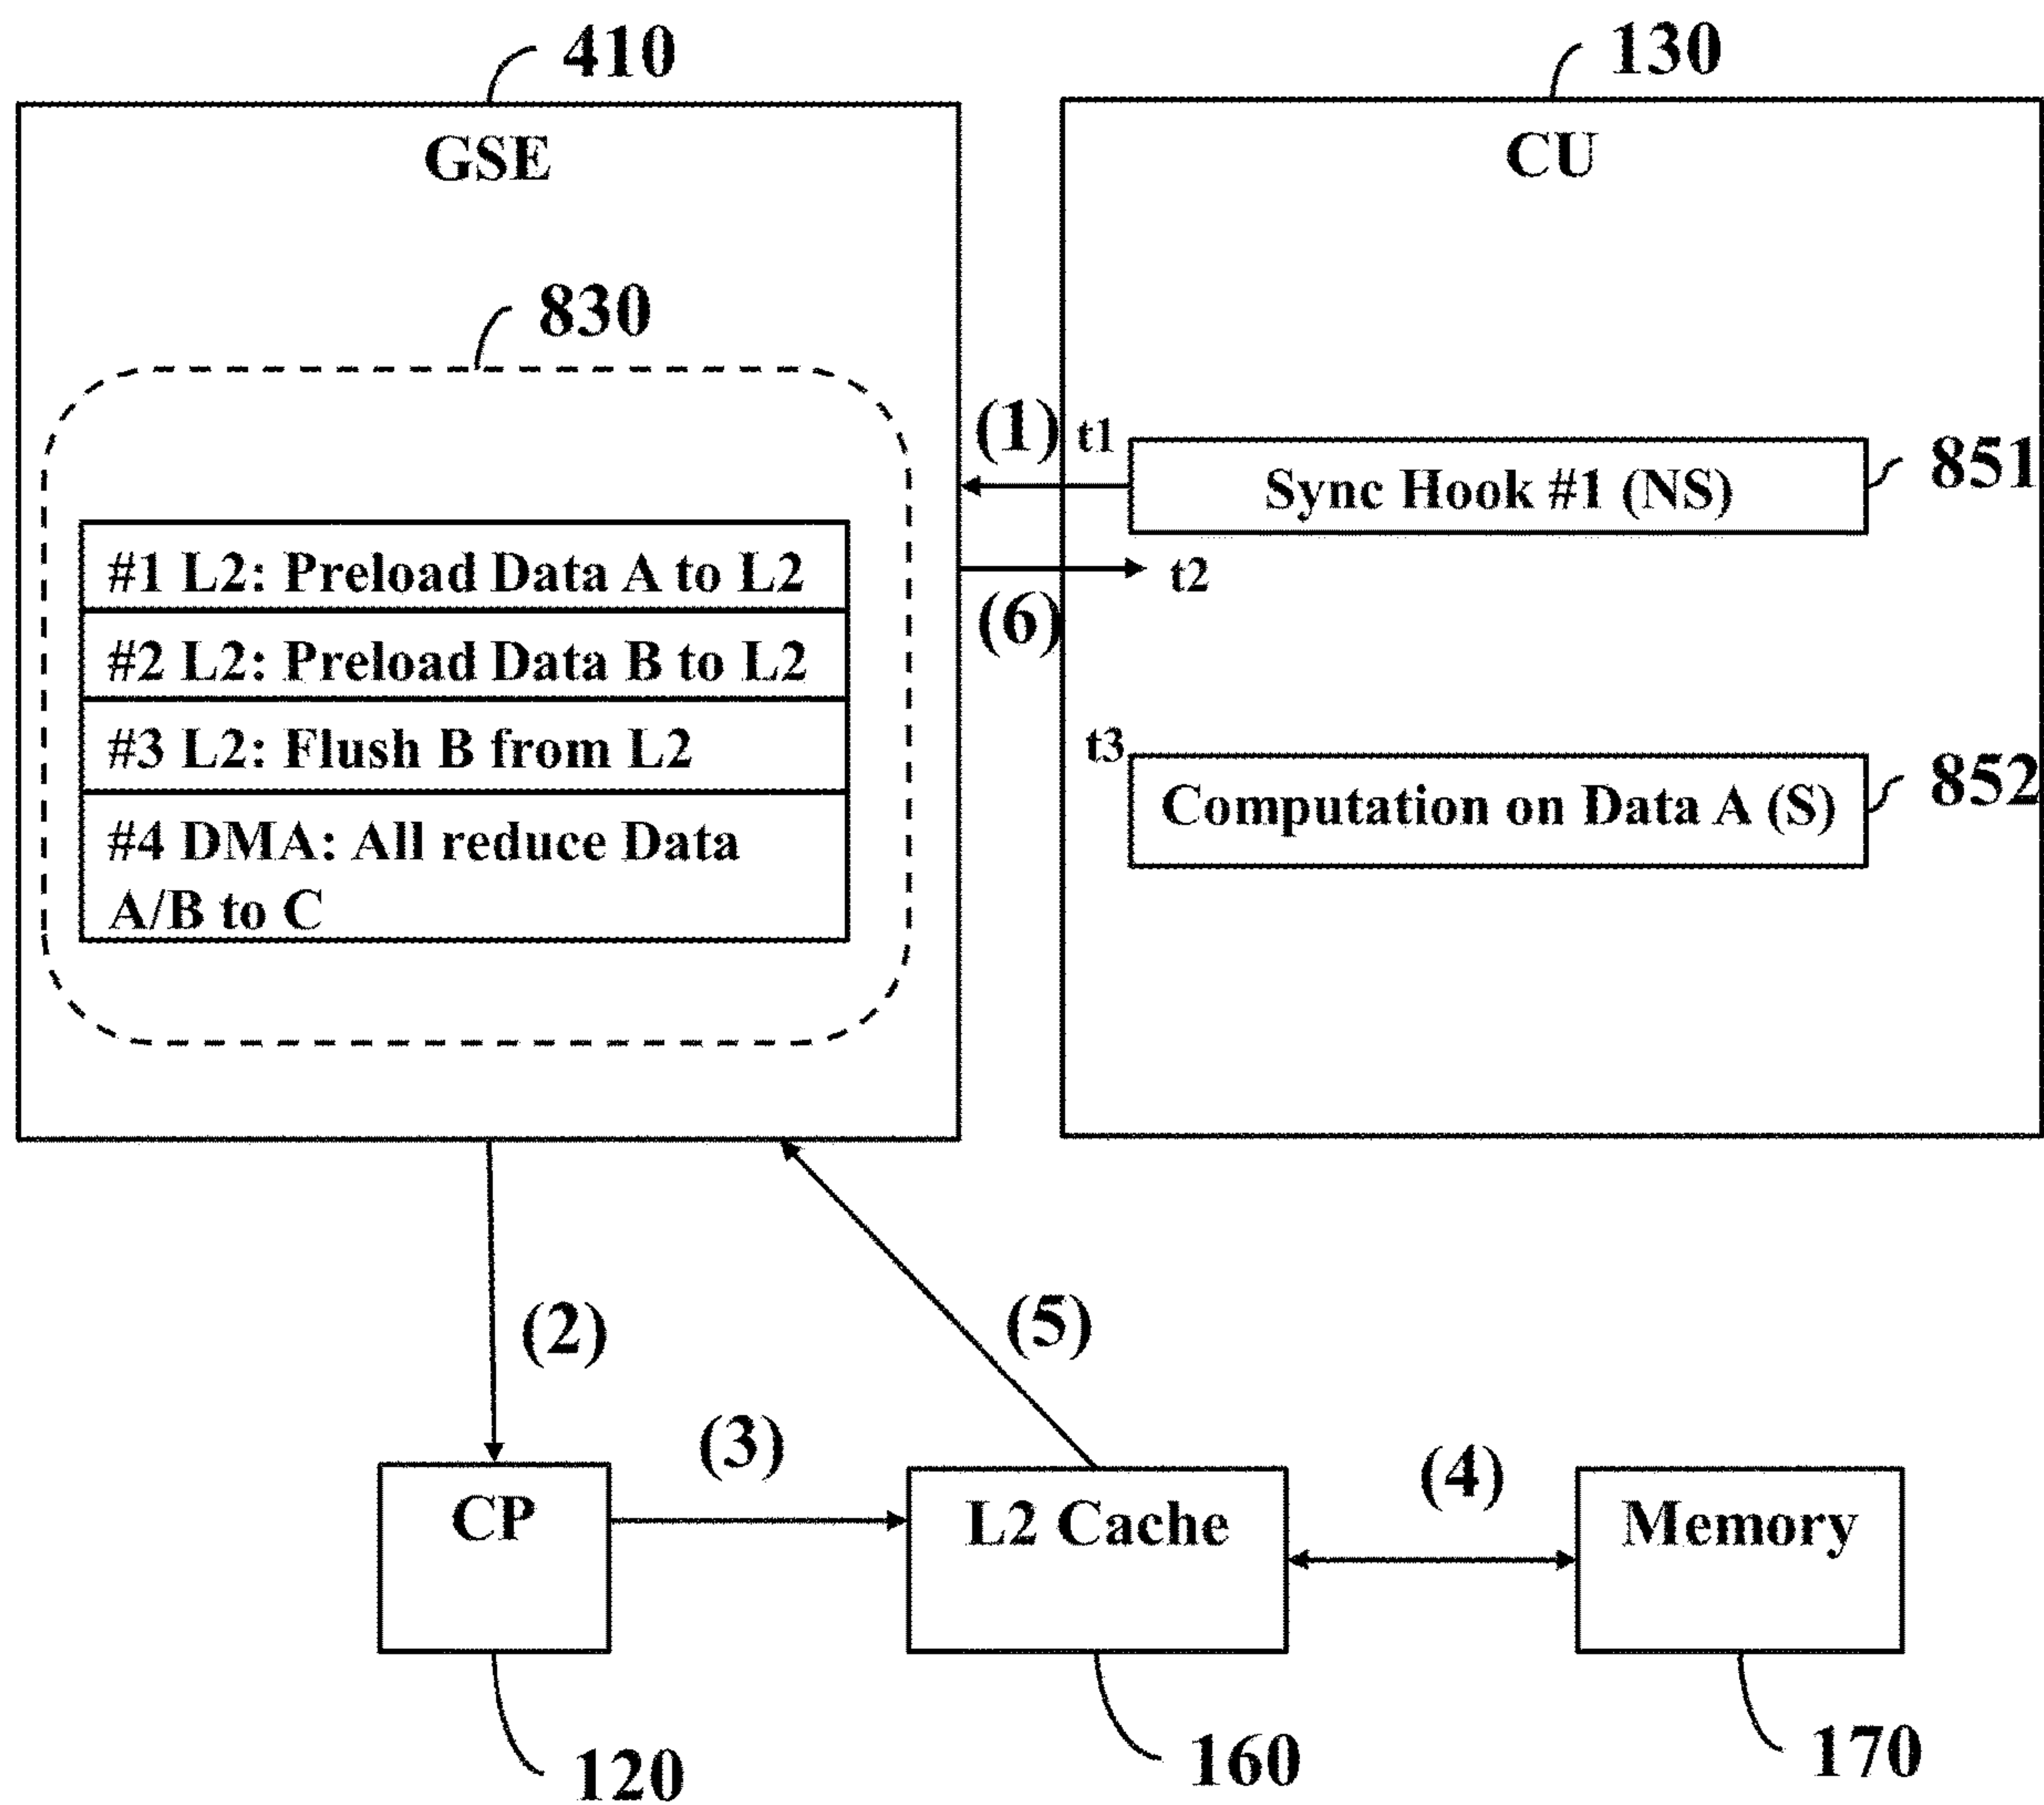 410
130
GSE
CU
830
(1)
t1
Sync Hook #1 (NS)
851
#1 L2: Preload Data A to L2
t2
(6)
#2 L2: Preload Data B to L2
#3 L2: Flush B from L2
t3
Computation on Data A (S)
852
#4 DMA: All reduce Data
A/B to C
(2)
(5)
(3)
(4)
CP
L2 Cache
Memory
120
160
170